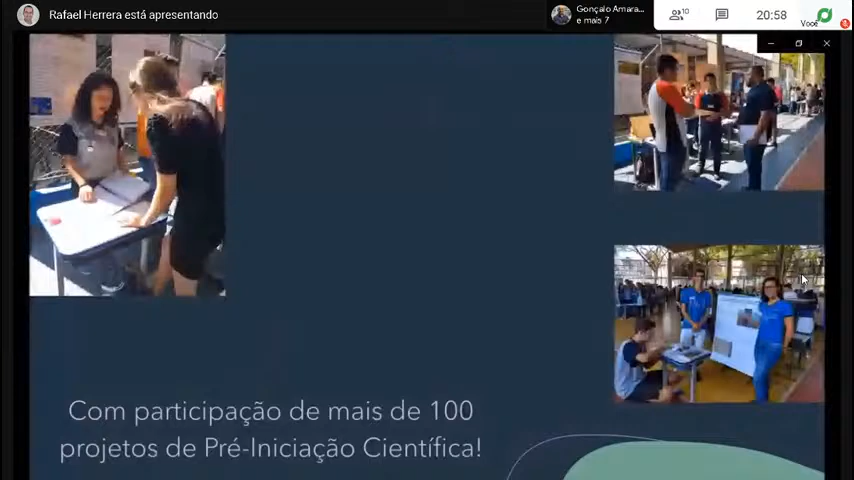 Rafael Herrera está apresentando
Gonçalo Amara...
e mais 7
10
20:58
Você
Com participação de mais de 100
projetos de Pré-Iniciação Científica!